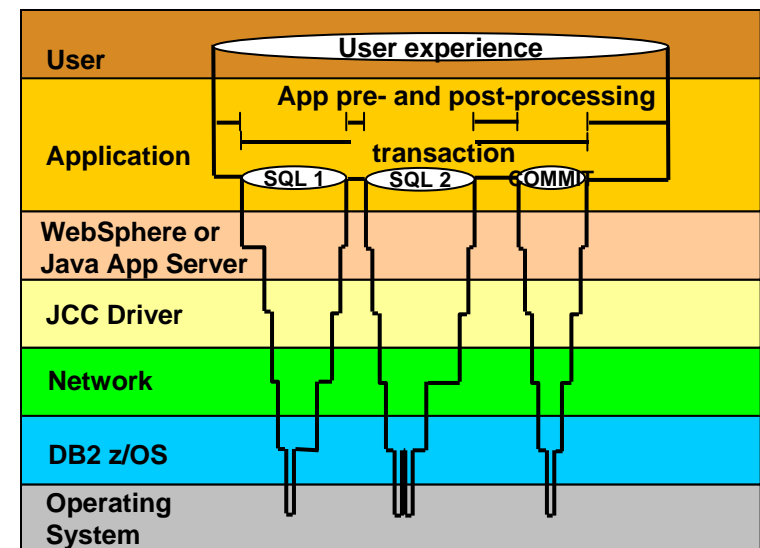 User
User experience
App pre- and post-processing
Application
transaction
SQL 1
SQL 2
COMMIT
WebSphere or
Java App Server
JCC Driver
Network
DB2 z/OS
Operating
System